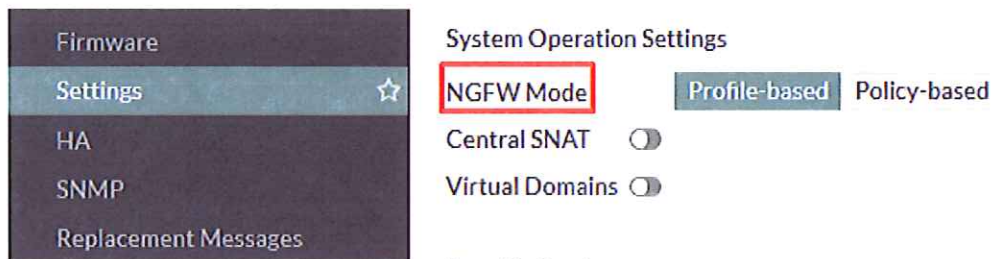 Firmware
Settings
HA
SNMP
Replacement Messages
System Operation Settings
NGFW Mode Profile-based Policy-based
Central SNAT
Virtual Domains